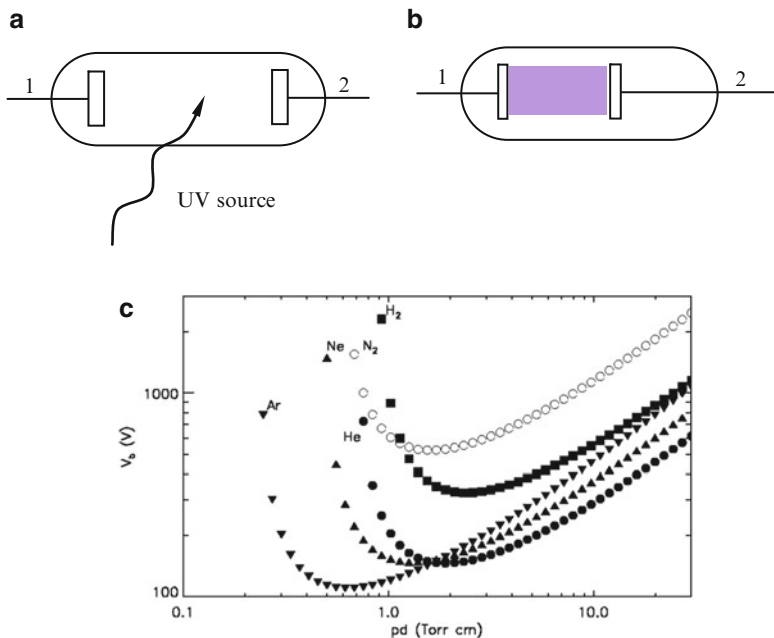 a
b
1
2
1
2
UV source
c
H₂
Ne
N₂
Ar
He
1000
100
V_b (V)
0.1
1.0
10.0
pd (Torr cm)